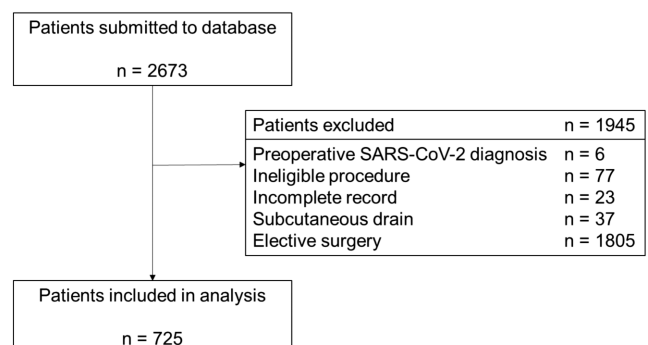 Patients submitted to database
n = 2673
Patients excluded n = 1945
Preoperative SARS-CoV-2 diagnosis n = 6
Ineligible procedure n = 77
Incomplete record n = 23
Subcutaneous drain n = 37
Elective surgery n = 1805
Patients included in analysis
n = 725